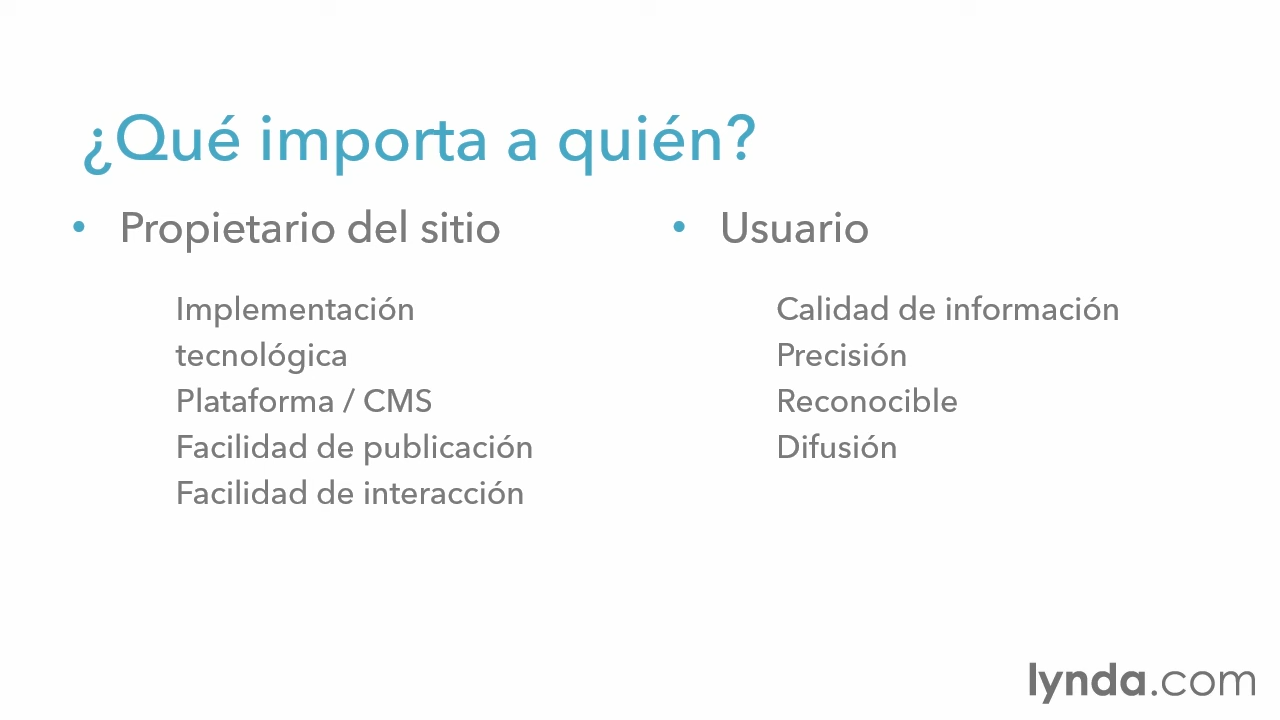 ¿Qué importa a quién?
• Propietario del sitio
Implementación
tecnológica
Plataforma / CMS
Facilidad de publicación
Facilidad de interacción
• Usuario
Calidad de información
Precisión
Reconocible
Difusión
lynda.com